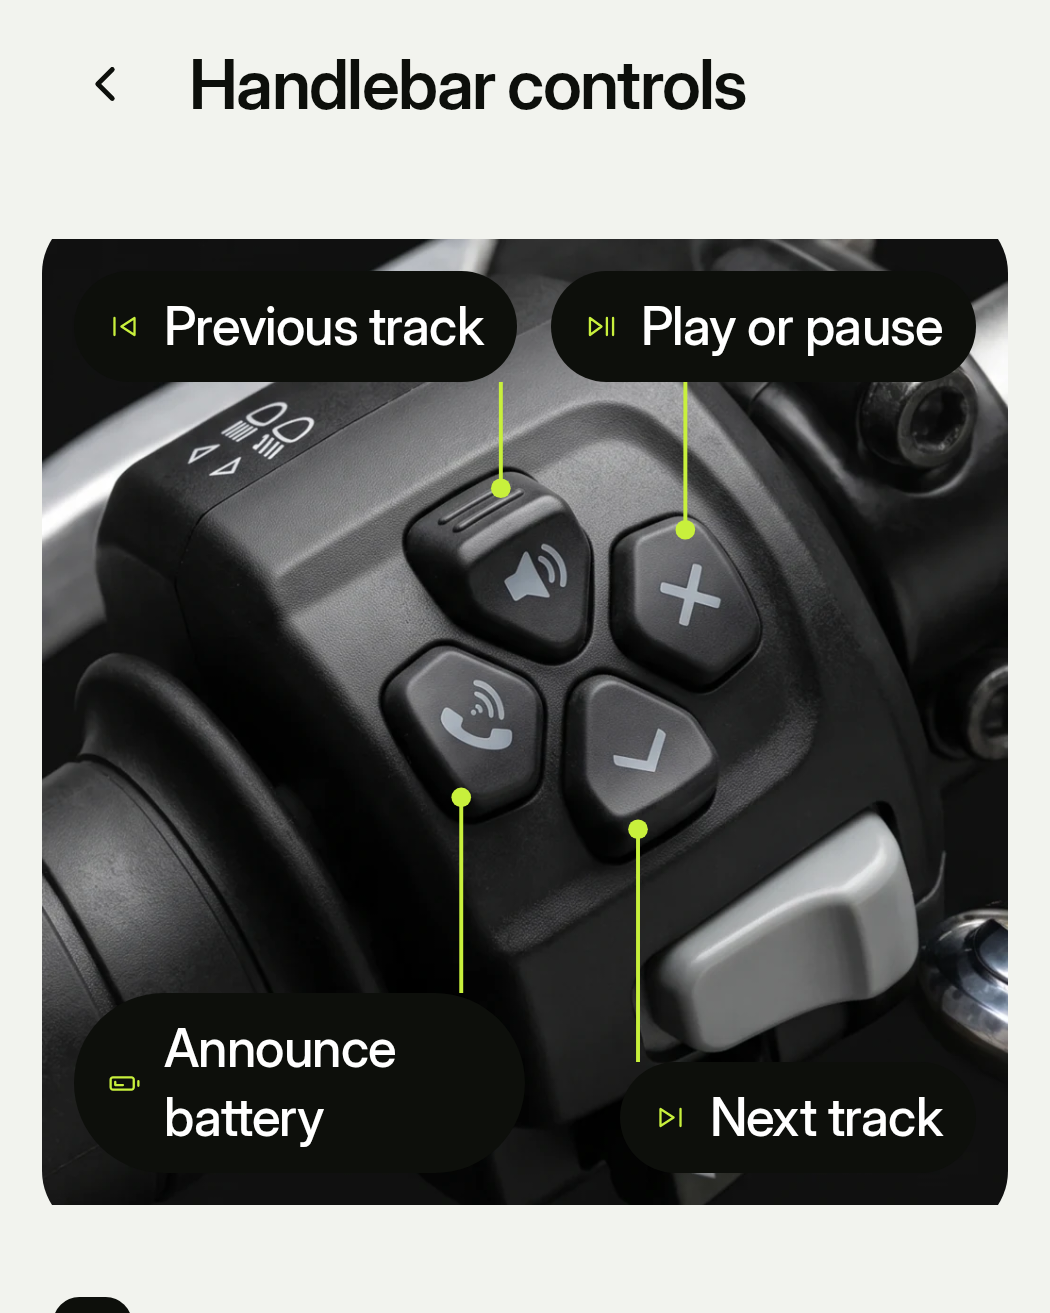 Handlebar controls
Previous track
Play or pause
Announce
battery
Next track